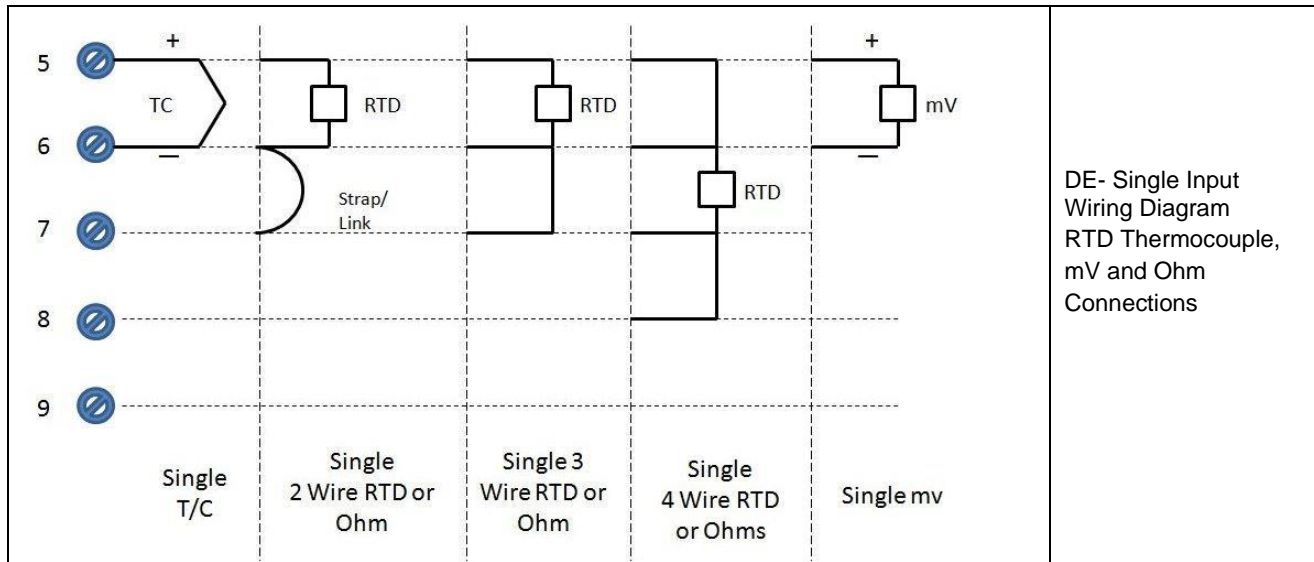 +
+
5
TC
RTD
RTD
mV
6
—
—
RTD
Strap/
Link
7
8
9
Single
T/C
Single
2 Wire RTD or
Ohm
Single 3
Wire RTD or
Ohm
Single
4 Wire RTD
or Ohms
Single mv
DE- Single Input
Wiring Diagram
RTD Thermocouple,
mV and Ohm
Connections